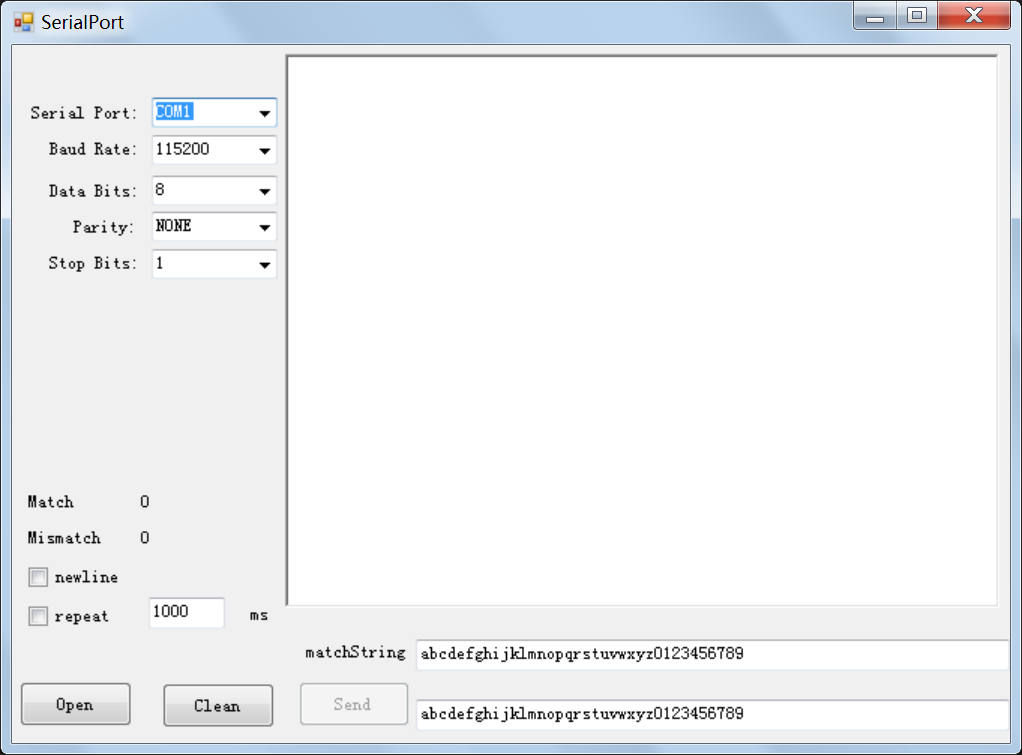 SerialPort
Serial Port: COM1
Baud Rate: 115200
Data Bits: 8
Parity: NONE
Stop Bits: 1
Match 0
Mismatch 0
newline
repeat 1000 ms
matchString abcdefghijklmnopqrstuvwxyz0123456789
Open Clean Send abcdefghijklmnopqrstuvwxyz0123456789